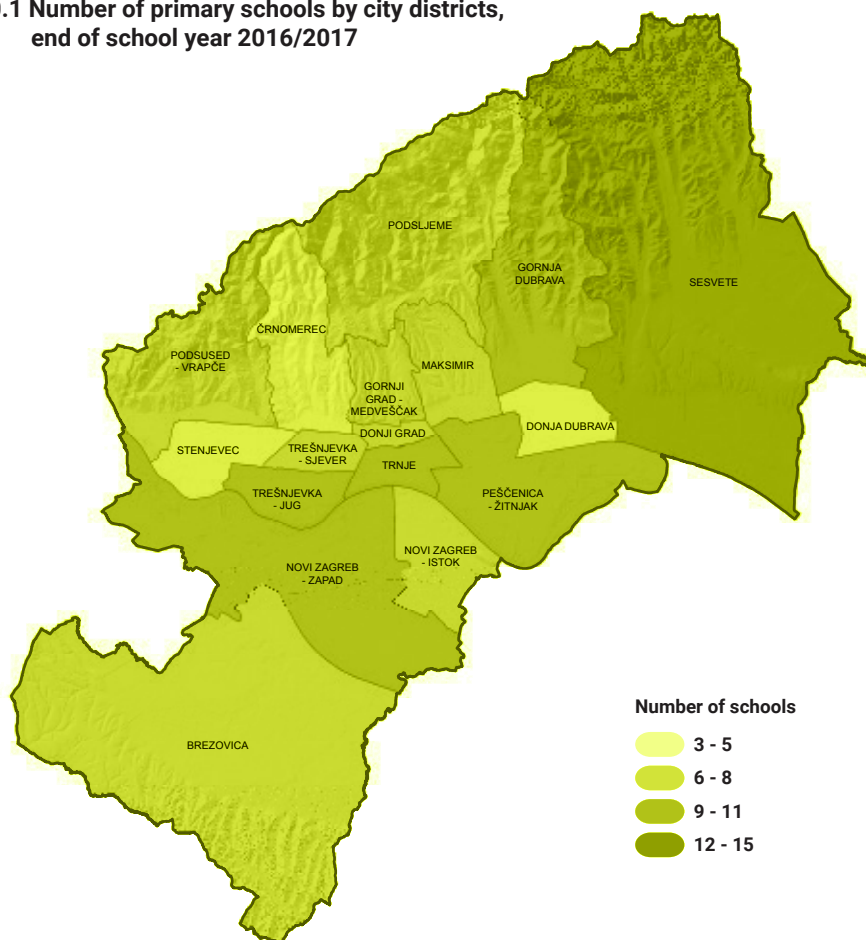 .1 Number of primary schools by city districts,
end of school year 2016/2017
PODSLJEME
GORNJA
DUBRAVA
SESVETE
ČRNOMEREC
PODSUSED
- VRAPČE
MAKSIMIR
GORNJI
GRAD -
MEDVEŠČAK
DONJI GRAD
DONJA DUBRAVA
STENJEVEC
TREŠNJEVKA
- SJEVER
TRNJE
TREŠNJEVKA
- JUG
PEŠČENICA
- ŽITNJAK
NOVI ZAGREB
- ISTOK
NOVI ZAGREB
- ZAPAD
BREZOVICA
Number of schools
3 - 5
6 - 8
9 - 11
12 - 15